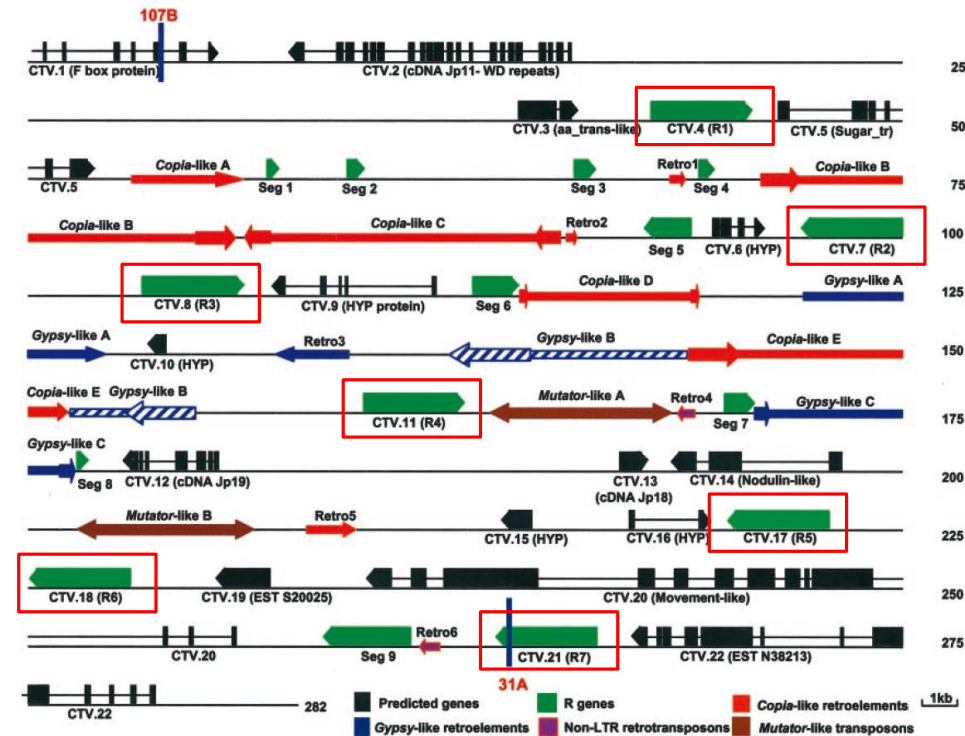 107B
CTV.1 (F box protein) CTV.2 (cDNA Jp11- WD repeats) 25
CTV.3 (aa_trans-like) CTV.4 (R1) CTV.5 (Sugar_tr) 50
CTV.5 Copia-like A Seg 1 Seg 2 Seg 3 Retro1 Seg 4 Copia-like B 75
Copia-like B Copia-like C Retro2 Seg 5 CTV.6 (HYP) CTV.7 (R2) 100
CTV.8 (R3) CTV.9 (HYP protein) Seg 6 Copia-like D Gypsy-like A 125
Gypsy-like A CTV.10 (HYP) Retro3 Gypsy-like B Copia-like E 150
Copia-like E Gypsy-like B CTV.11 (R4) Mutator-like A Retro4 Seg 7 Gypsy-like C 175
Gypsy-like C Seg 8 CTV.12 (cDNA Jp19) CTV.13 (cDNA Jp18) CTV.14 (Nodulin-like) 200
Mutator-like B Retro5 CTV.15 (HYP) CTV.16 (HYP) CTV.17 (R5) 225
CTV.18 (R6) CTV.19 (EST S20025) CTV.20 (Movement-like) 250
CTV.20 Seg 9 Retro6 CTV.21 (R7) CTV.22 (EST N38213) 275
31A
CTV.22 282
Predicted genes R genes Copia-like retroelements 1kb
Gypsy-like retroelements Non-LTR retrotransposons Mutator-like transposons